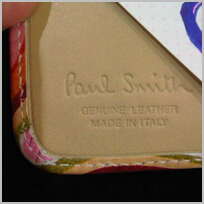 Paul Smith
GENUINE LEATHER
MADE IN ITALY